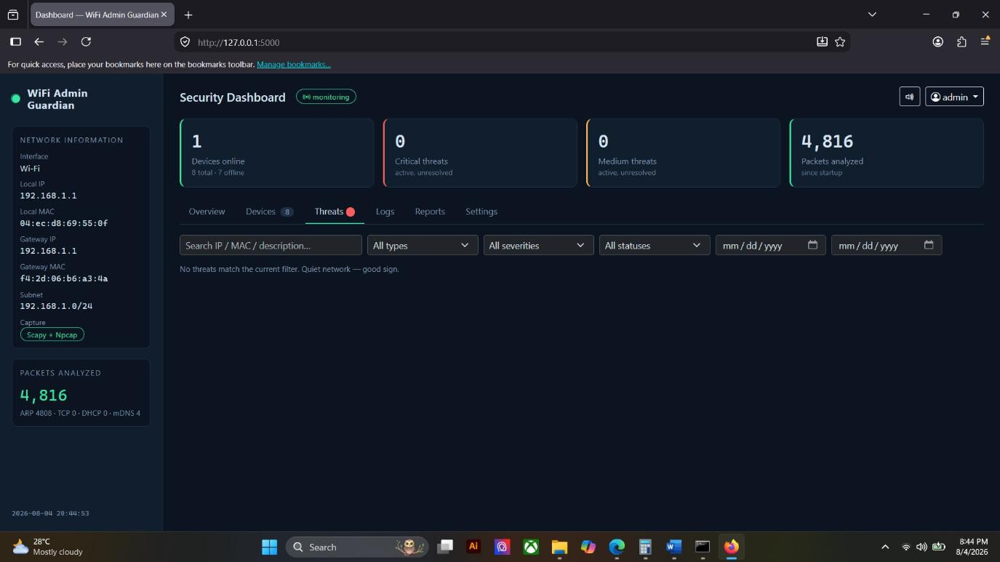 Dashboard — WiFi Admin Guardian
http://127.0.0.1:5000
For quick access, place your bookmarks here on the bookmarks toolbar. Manage bookmarks...
WiFi Admin
Guardian
NETWORK INFORMATION
Interface
Wi-Fi
Local IP
192.168.1.1
Local MAC
04:ec:d8:69:55:0f
Gateway IP
192.168.1.1
Gateway MAC
f4:2d:06:b6:a3:4a
Subnet
192.168.1.0/24
Capture
Scapy + Npcap
PACKETS ANALYZED
4,816
ARP 4808 · TCP 0 · DHCP 0 · mDNS 4
2026-08-04 20:44:53
Security Dashboard
monitoring
admin
1
Devices online
8 total · 7 offline
0
Critical threats
active, unresolved
0
Medium threats
active, unresolved
4,816
Packets analyzed
since startup
Overview
Devices 8
Threats
Logs
Reports
Settings
Search IP / MAC / description...
All types
All severities
All statuses
mm / dd / yyyy
mm / dd / yyyy
No threats match the current filter. Quiet network — good sign.
28°C
Mostly cloudy
Search
Ai
W
8:44 PM
8/4/2026